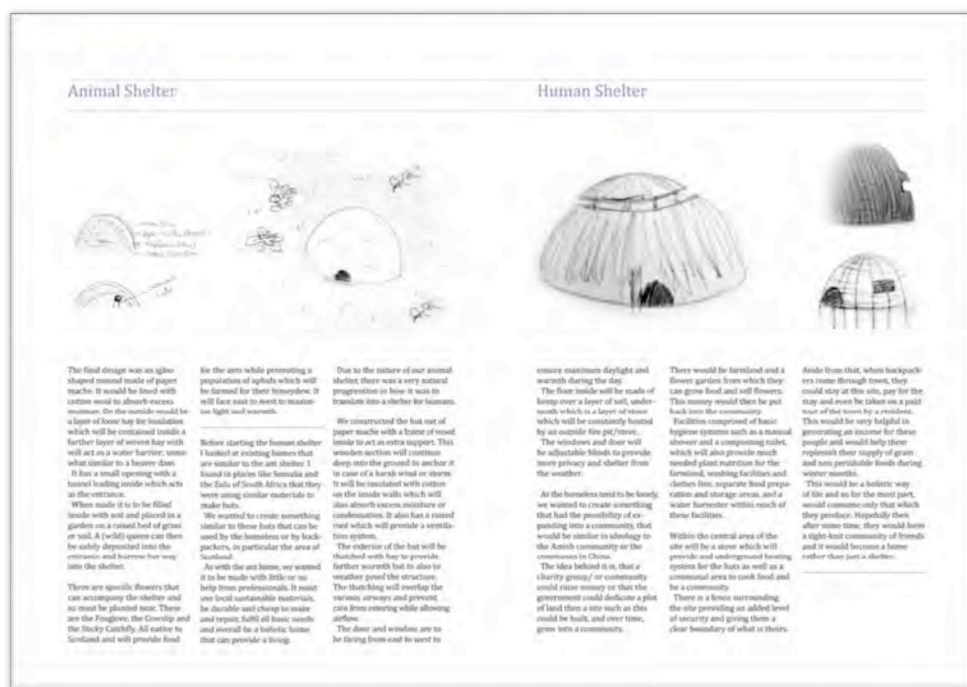 Animal Shelter
Human Shelter
The final design was an igloo
shaped mound made of paper
mache. It would be lined with
cotton wool to absorb excess
moisture. On the outside would be
a layer of loose hay for insulation
which will be contained inside a
further layer of woven hay with
will act as a water barrier; some-
what similar to a beaver dam
It has a small opening with a
tunnel leading inside which acts
as the entrance.
When made it to be filled
inside with soil and placed in a
garden on a raised bed of grass
or soil. A (wild) queen can then
be safely deposited into the
entrance and burrow her way
into the shelter.
There are specific flowers that
can accompany the shelter and
so must be planted near. These
are the Foxglove, the Cowslip and
the Sticky Catchfly. All native to
Scotland and will provide food
for the ants while promoting a
population of aphids which will
be farmed for their honeydew. It
will face east to west to maxim-
ise light and warmth.
Before starting the human shelter
I looked at existing homes that
are similar to the ant shelter. I
found in places like Somalia and
the Zulu of South Africa that they
were using similar materials to
make huts.
We wanted to create something
similar to these huts that can be
used by the homeless or by back-
packers, in particular the area of
Scotland.
As with the ant home, we wanted
it to be made with little or no
help from professionals. It must
use local sustainable materials,
be durable and cheap to make
and repair, fulfil all basic needs
and overall be a holistic home
that can provide a living.
Due to the nature of our animal
shelter, there was a very natural
progression in how it was to
translate into a shelter for humans.
We constructed the hut out of
paper mache with a frame of wood
inside to act as extra support. This
wooden section will continue
deep into the ground to anchor it
in case of a harsh wind or storm.
It will be insulated with cotton
on the inside walls which will
also absorb excess moisture or
condensation. It also has a raised
roof which will provide a ventila-
tion system.
The exterior of the hut will be
thatched with hay to provide
further warmth but to also to
weather proof the structure.
The thatching will overlap the
various airways and prevent
rain from entering while allowing
airflow.
The door and window are to
be facing from east to west to
ensure maximum daylight and
warmth during the day.
The floor inside will be made of
hemp over a layer of soil, under-
neath which is a layer of stone
which will be constantly heated
by an outside fire pit/stove.
The windows and door will
be adjustable blinds to provide
more privacy and shelter from
the weather.
As the homeless tend to be lonely,
we wanted to create something
that had the possibility of ex-
panding into a community, that
would be similar in ideology to
the Amish community or the
communes in China.
The idea behind it is, that a
charity group/ or community
could raise money or that the
government could dedicate a plot
of land then a site such as this
could be built, and over time,
grow into a community.
There would be farmland and a
flower garden from which they
can grow food and sell flowers.
This money would then be put
back into the community.
Facilities comprised of basic
hygiene systems such as a manual
shower and a composting toilet,
which will also provide much
needed plant nutrition for the
farmland, washing facilities and
clothes line, separate food prepa-
ration and storage areas, and a
water harvester within reach of
these facilities.
Within the central area of the
site will be a stove which will
provide and underground heating
system for the huts as well as a
communal area to cook food and
be a community.
There is a fence surrounding
the site providing an added level
of security and giving them a
clear boundary of what is theirs.
Aside from that, when backpack-
ers come through town, they
could stay at this site, pay for the
stay and even be taken on a paid
tour of the town by a resident.
This would be very helpful in
generating an income for these
people and would help them
replenish their supply of grain
and non perishable foods during
winter months.
This would be a holistic way
of life and so for the most part,
would consume only that which
they produce. Hopefully then
after some time, they would form
a tight-knit community of friends
and it would become a home
rather than just a shelter.